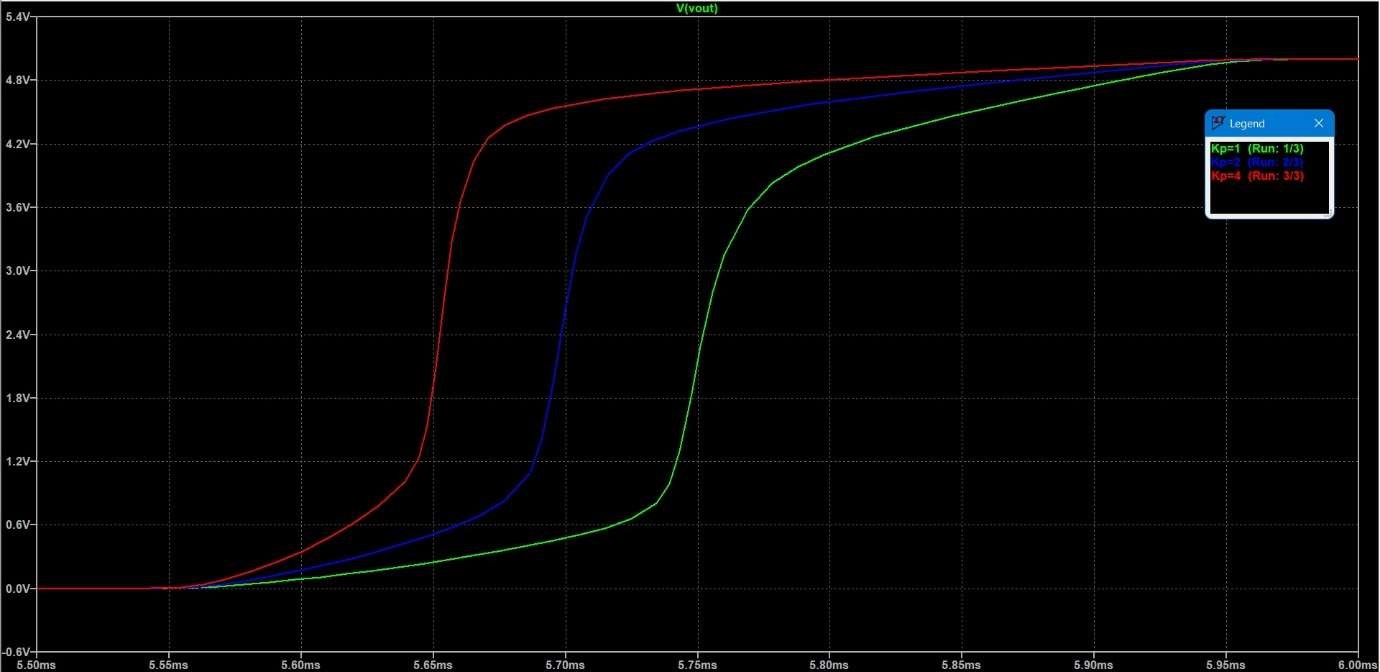 V(vout)
5.4V
4.8V
4.2V
3.6V
3.0V
2.4V
1.8V
1.2V
0.6V
0.0V
-0.6V
5.50ms 5.55ms 5.60ms 5.65ms 5.70ms 5.75ms 5.80ms 5.85ms 5.90ms 5.95ms 6.00ms
Legend
Kp=1 (Run: 1/3)
Kp=2 (Run: 2/3)
Kp=4 (Run: 3/3)